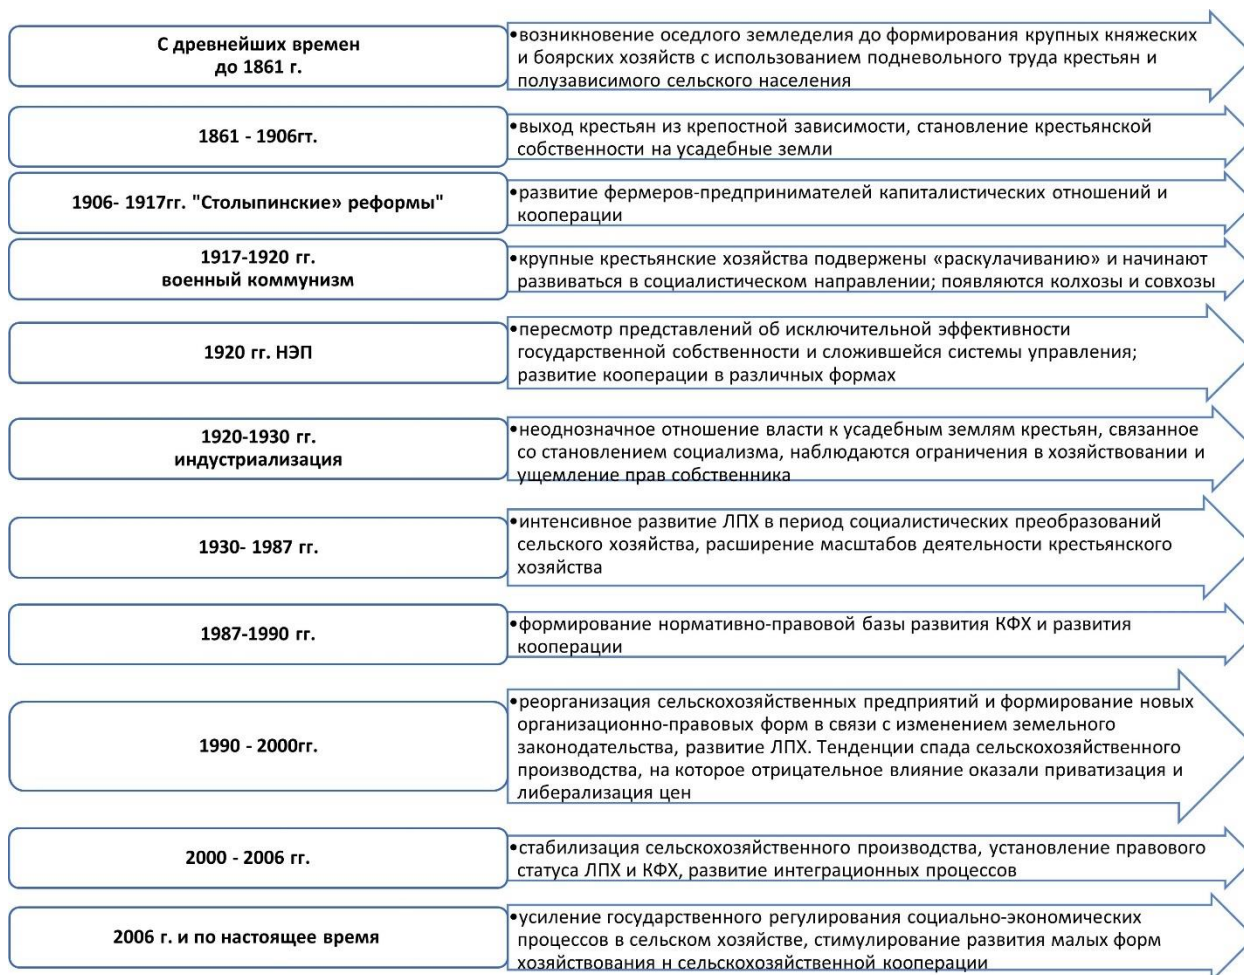 С древнейших времен
до 1861 г.
•возникновение оседлого земледелия до формирования крупных княжеских
и боярских хозяйств с использованием подневольного труда крестьян и
полузависимого сельского населения
1861 - 1906гт.
•выход крестьян из крепостной зависимости, становление крестьянской
собственности на усадебные земли
1906- 1917гг. "Столыпинские» реформы"
•развитие фермеров-предпринимателей капиталистических отношений и
кооперации
1917-1920 гг.
военный коммунизм
•крупные крестьянские хозяйства подвержены «раскулачиванию» и начинают
развиваться в социалистическом направлении; появляются колхозы и совхозы
1920 гг. НЭП
•пересмотр представлений об исключительной эффективности
государственной собственности и сложившейся системы управления;
развитие кооперации в различных формах
1920-1930 гг.
индустриализация
•неоднозначное отношение власти к усадебным землям крестьян, связанное
со становлением социализма, наблюдаются ограничения в хозяйствовании и
ущемление прав собственника
1930- 1987 гг.
•интенсивное развитие ЛПХ в период социалистических преобразований
сельского хозяйства, расширение масштабов деятельности крестьянского
хозяйства
1987-1990 гг.
•формирование нормативно-правовой базы развития КФХ и развития
кооперации
1990 - 2000гг.
•реорганизация сельскохозяйственных предприятий и формирование новых
организационно-правовых форм в связи с изменением земельного
законодательства, развитие ЛПХ. Тенденции спада сельскохозяйственного
производства, на которое отрицательное влияние оказали приватизация и
либерализация цен
2000 - 2006 гг.
•стабилизация сельскохозяйственного производства, установление правового
статуса ЛПХ и КФХ, развитие интеграционных процессов
2006 г. и по настоящее время
•усиление государственного регулирования социально-экономических
процессов в сельском хозяйстве, стимулирование развития малых форм
хозяйствования н сельскохозяйственной кооперации